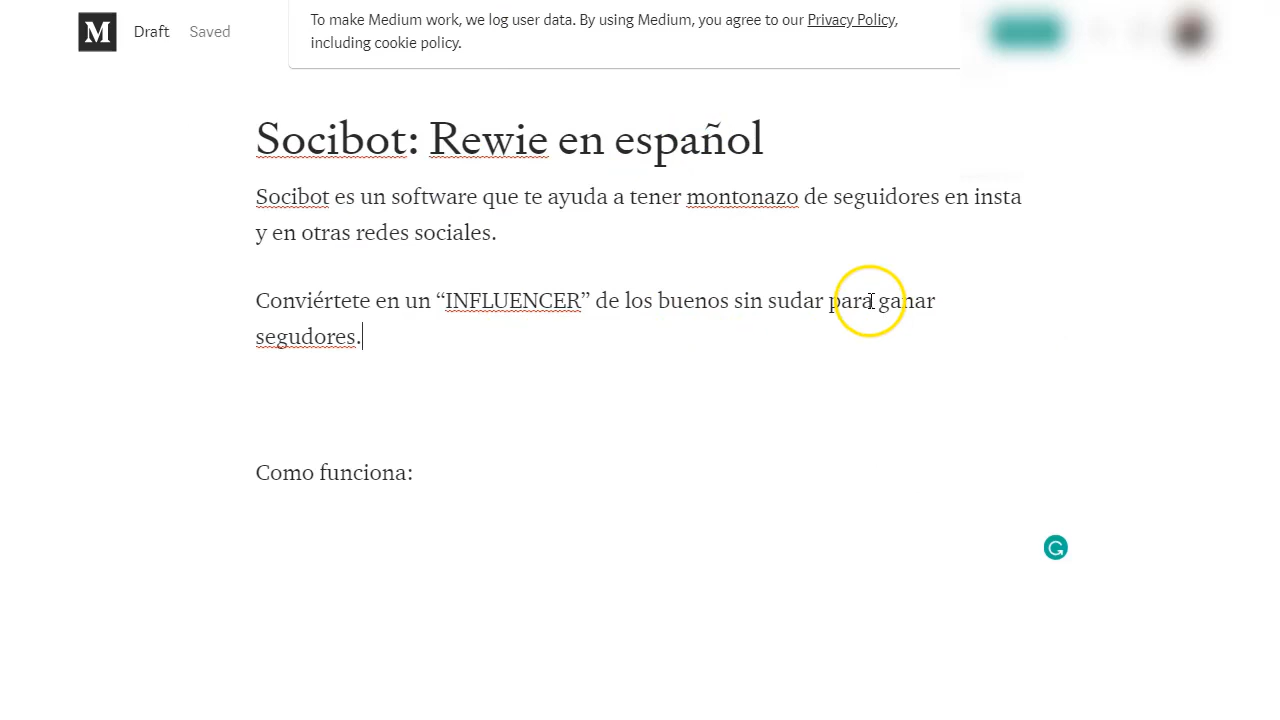 M Draft Saved
To make Medium work, we log user data. By using Medium, you agree to our Privacy Policy,
including cookie policy.
Socibot: Rewie en español
Socibot es un software que te ayuda a tener montonazo de seguidores en insta
y en otras redes sociales.
Conviértete en un “INFLUENCER” de los buenos sin sudar para ganar
segudores.
Como funciona: